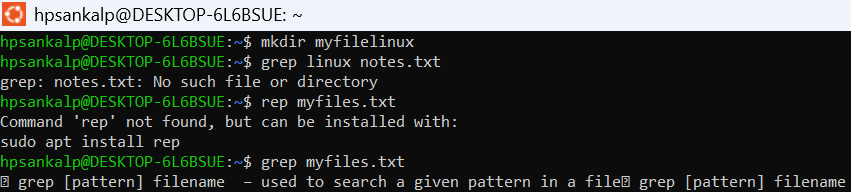 hpsankalp@DESKTOP-6L6BSUE: ~
hpsankalp@DESKTOP-6L6BSUE:~$ mkdir myfilelinux
hpsankalp@DESKTOP-6L6BSUE:~$ grep linux notes.txt
grep: notes.txt: No such file or directory
hpsankalp@DESKTOP-6L6BSUE:~$ rep myfiles.txt
Command 'rep' not found, but can be installed with:
sudo apt install rep
hpsankalp@DESKTOP-6L6BSUE:~$ grep myfiles.txt
grep [pattern] filename  – used to search a given pattern in a file grep [pattern] filename